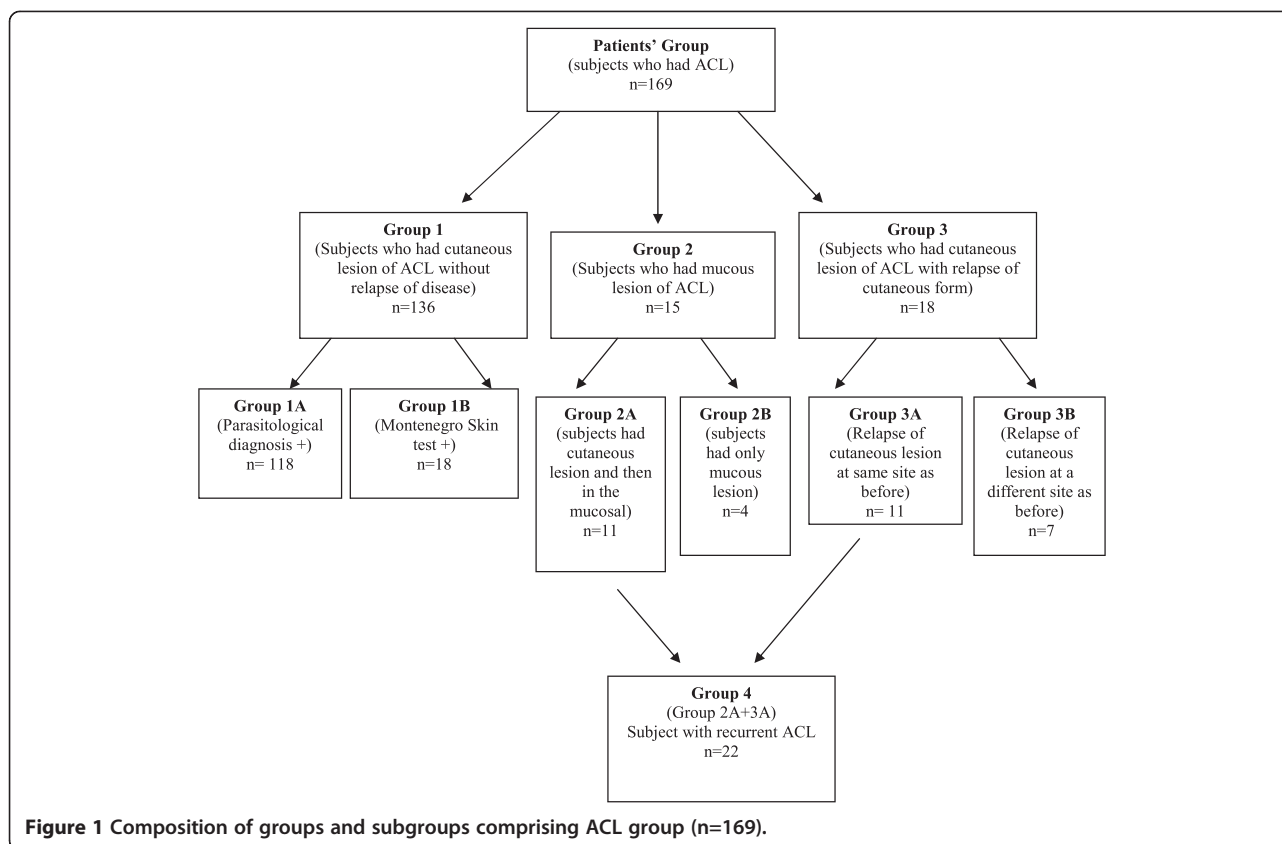 Patients' Group
(subjects who had ACL)
n=169
Group 1
(Subjects who had cutaneous
lesion of ACL without
relapse of disease)
n=136
Group 2
(Subjects who had mucous
lesion of ACL)
n=15
Group 3
(Subjects who had cutaneous
lesion of ACL with relapse of
cutaneous form)
n=18
Group 1A
(Parasitological
diagnosis +)
n= 118
Group 1B
(Montenegro Skin
test +)
n=18
Group 2A
(subjects had
cutaneous
lesion and then
in the
mucosal)
n=11
Group 2B
(subjects
had only
mucous
lesion)
n=4
Group 3A
(Relapse of
cutaneous lesion
at same site as
before)
n= 11
Group 3B
(Relapse of
cutaneous
lesion at a
different site as
before)
n=7
Group 4
(Group 2A+3A)
Subject with recurrent ACL
n=22
Figure 1 Composition of groups and subgroups comprising ACL group (n=169).